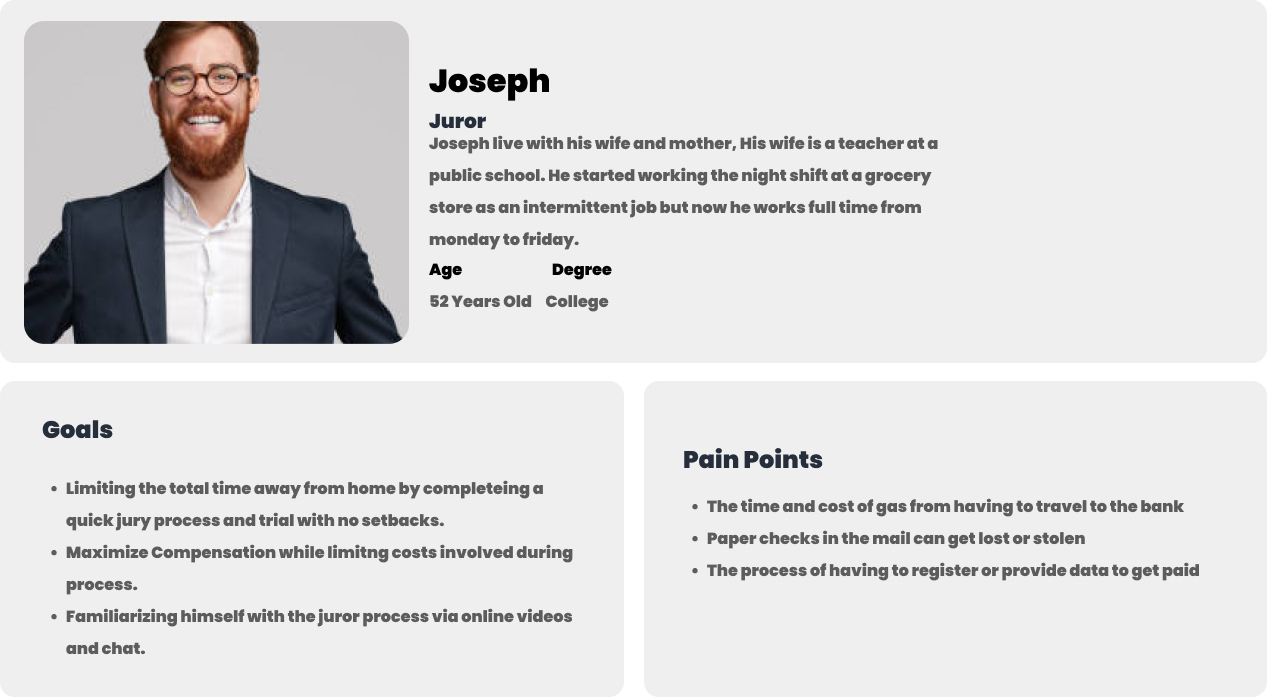 Joseph
Juror
Joseph live with his wife and mother, His wife is a teacher at a
public school. He started working the night shift at a grocery
store as an intermittent job but now he works full time from
monday to friday.
Age Degree
52 Years Old College
Goals
• Limiting the total time away from home by completeing a
quick jury process and trial with no setbacks.
• Maximize Compensation while limitng costs involved during
process.
• Familiarizing himself with the juror process via online videos
and chat.
Pain Points
• The time and cost of gas from having to travel to the bank
• Paper checks in the mail can get lost or stolen
• The process of having to register or provide data to get paid